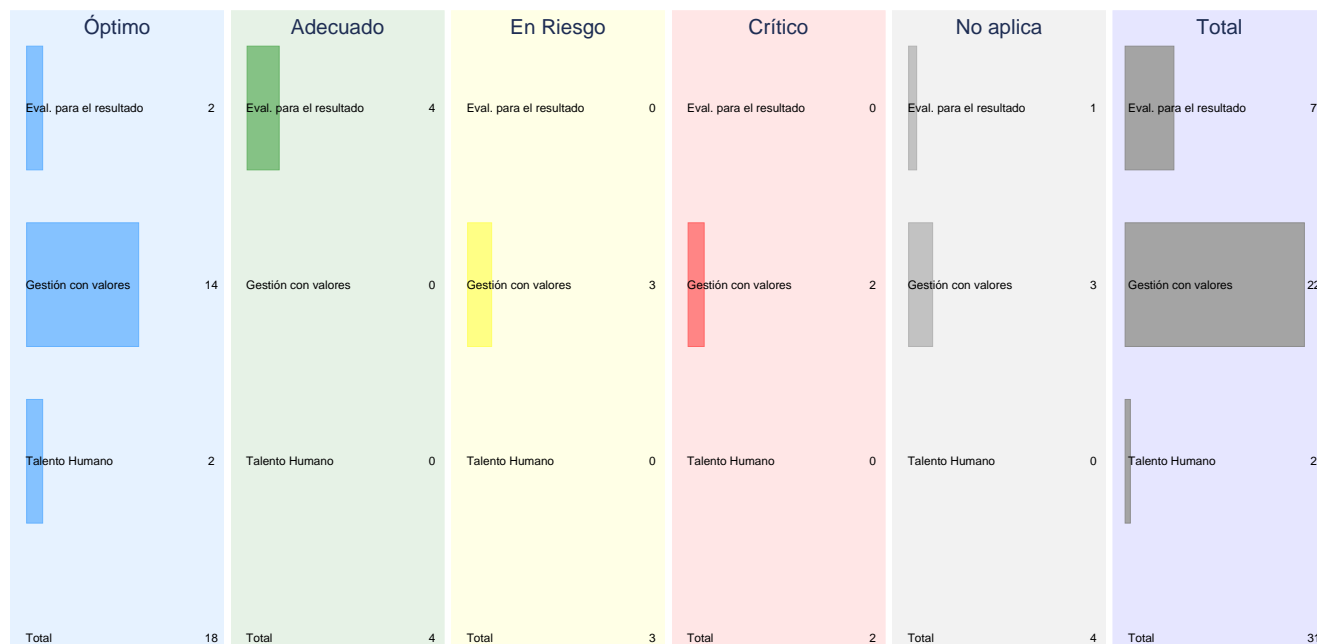 Óptimo Adecuado En Riesgo Crítico No aplica Total
Eval. para el resultado 2 Eval. para el resultado 4 Eval. para el resultado 0 Eval. para el resultado 0 Eval. para el resultado 1 Eval. para el resultado 7
Gestión con valores 14 Gestión con valores 0 Gestión con valores 3 Gestión con valores 2 Gestión con valores 3 Gestión con valores 22
Talento Humano 2 Talento Humano 0 Talento Humano 0 Talento Humano 0 Talento Humano 0 Talento Humano 2
Total 18 Total 4 Total 3 Total 2 Total 4 Total 31